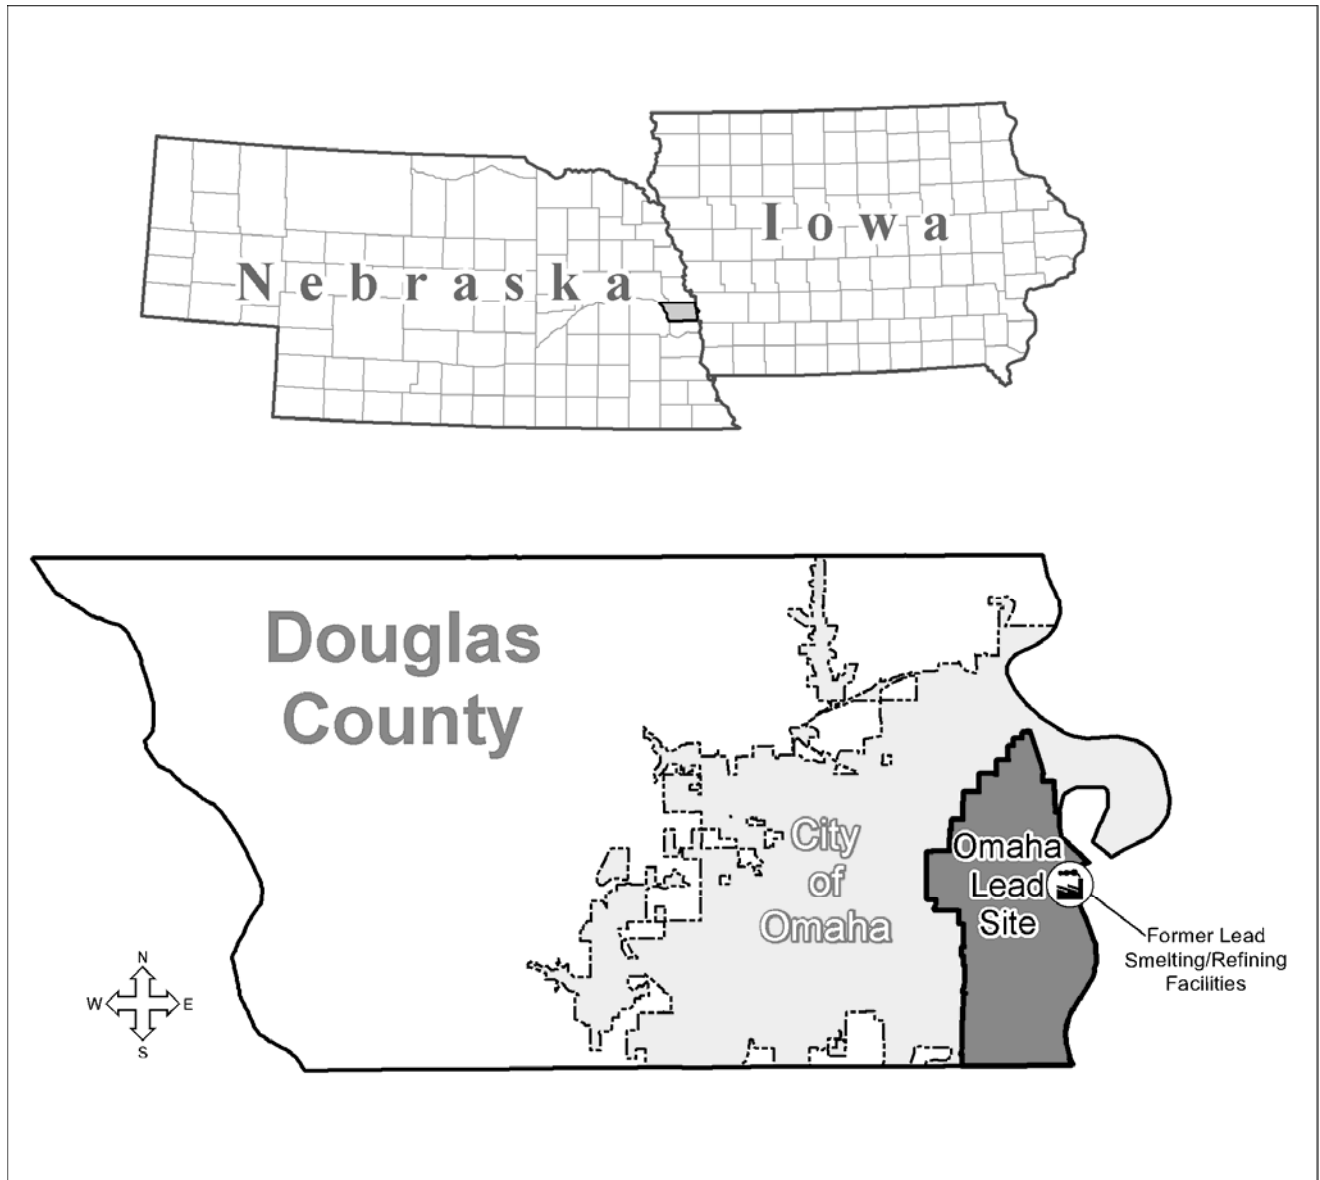 Iowa
Nebraska
Douglas
County
City
of
Omaha
Omaha
Lead
Site
Former Lead
Smelting/Refining
Facilities
N
W E
S